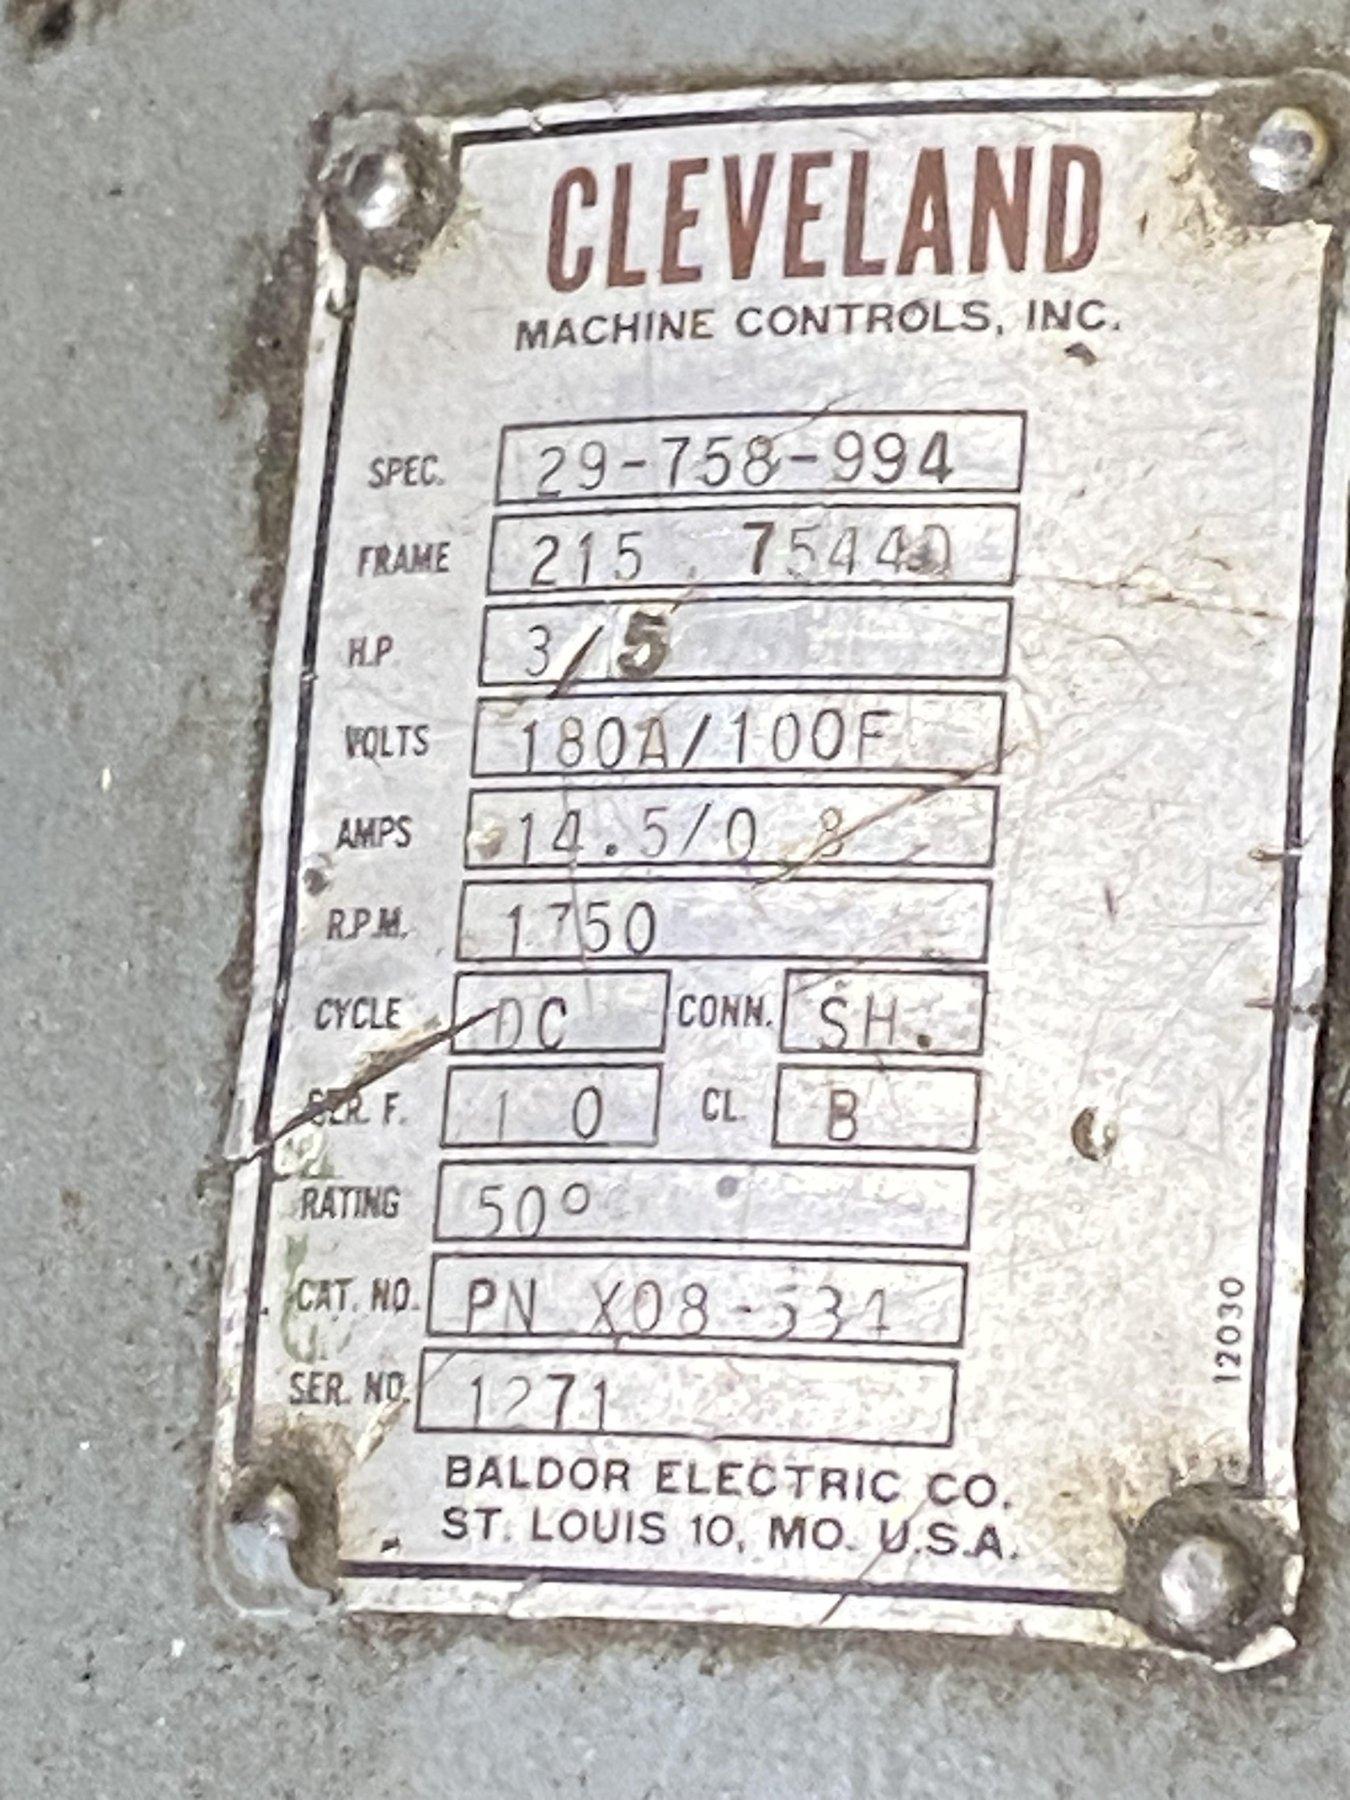 CLEVELAND
MACHINE CONTROLS, INC.
SPEC. 29-758-994
FRAME 215 7544D
H.P. 3/5
VOLTS 180A/100F
AMPS 14.5/0.8
R.P.M. 1750
CYCLE DC CONN. SH.
SER. F. 1 0 CL. B
RATING 50°
CAT. NO. PN X08-534
SER. NO. 1271
BALDOR ELECTRIC CO.
ST. LOUIS 10, MO. U.S.A.
12030